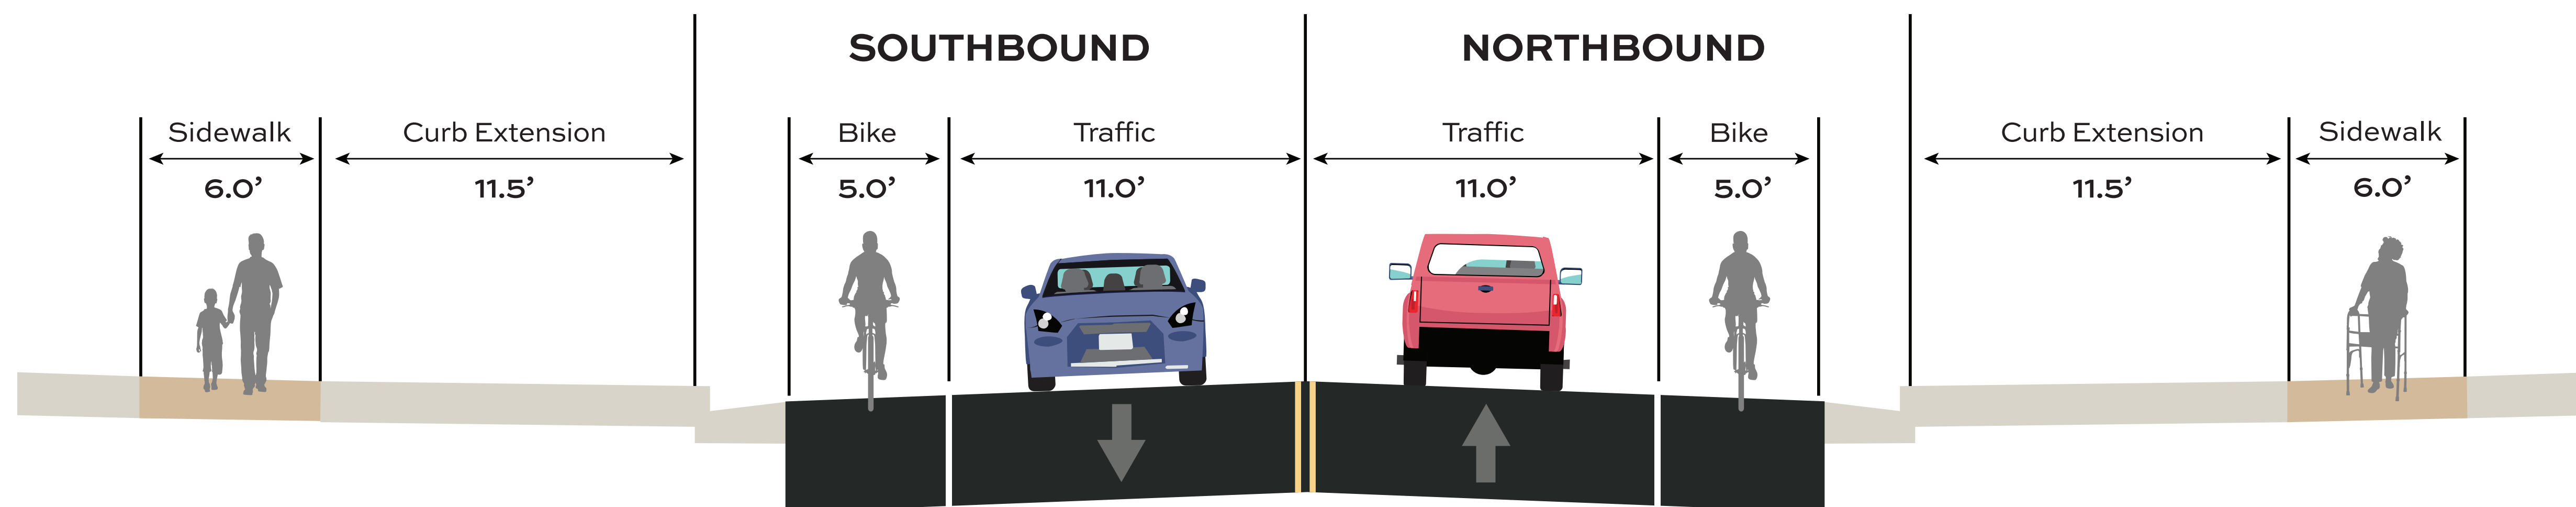 SOUTHBOUND NORTHBOUND
Sidewalk Curb Extension Bike Traffic Traffic Bike Curb Extension Sidewalk
6.0’ 11.5’ 5.0’ 11.0’ 11.0’ 5.0’ 11.5’ 6.0’